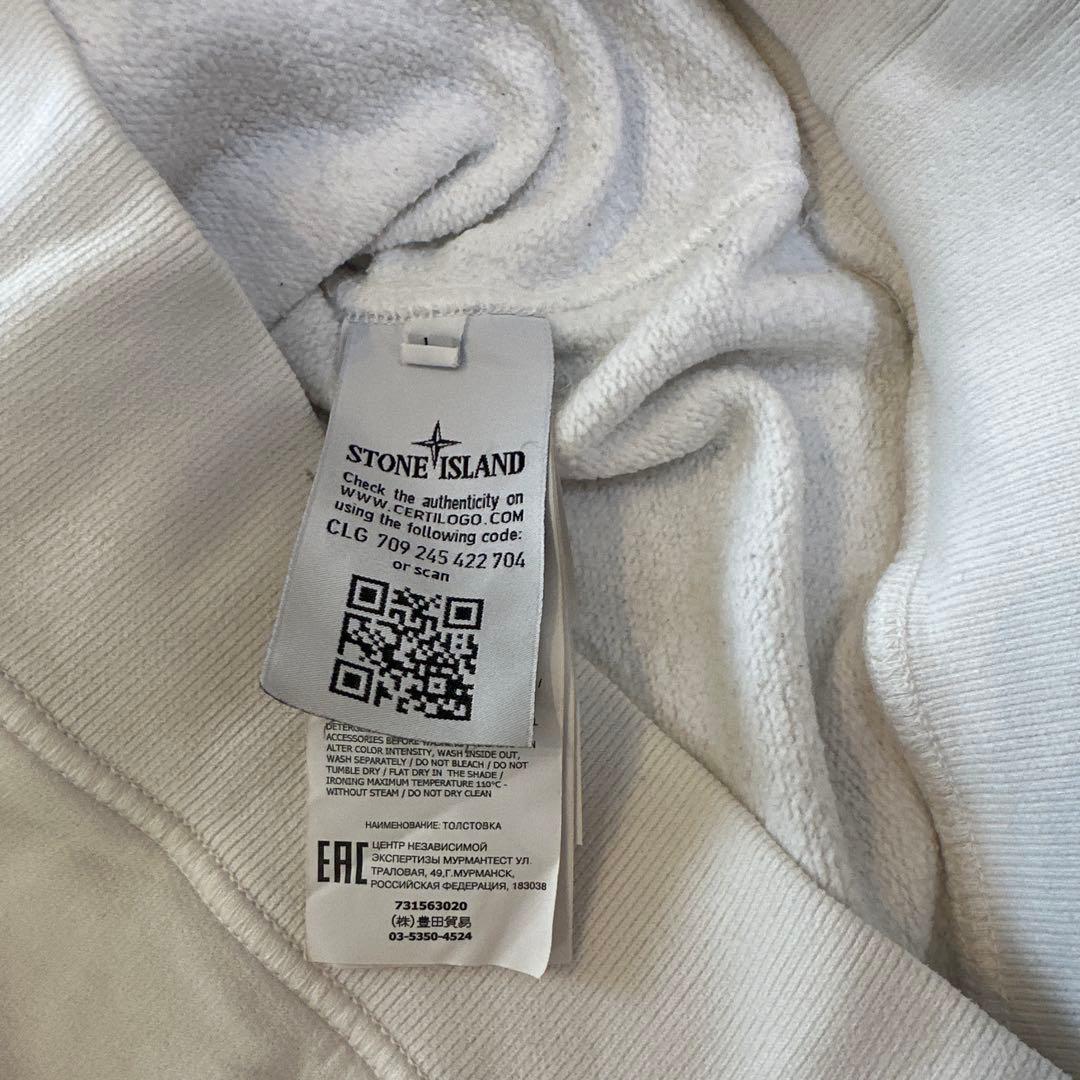 STONE ISLAND
Check the authenticity on
WWW.CERTILOGO.COM
using the following code:
CLG 709 245 422 704
or scan
ACCESSORIES BEFORE
ALTER COLOR INTENSITY, WASH INSIDE OUT,
WASH SEPARATELY / DO NOT BLEACH / DO NOT
TUMBLE DRY / FLAT DRY IN THE SHADE /
IRONING MAXIMUM TEMPERATURE 110°C -
WITHOUT STEAM / DO NOT DRY CLEAN
НАИМЕНОВАНИЕ: ТОЛСТОВКА
EAC
ЦЕНТР НЕЗАВИСИМОЙ
ЭКСПЕРТИЗЫ МУРМАНТЕСТ УЛ.
ТРАЛОВАЯ, 49,Г.МУРМАНСК,
РОССИЙСКАЯ ФЕДЕРАЦИЯ, 183038
731563020
(株)豊田貿易
03-5350-4524